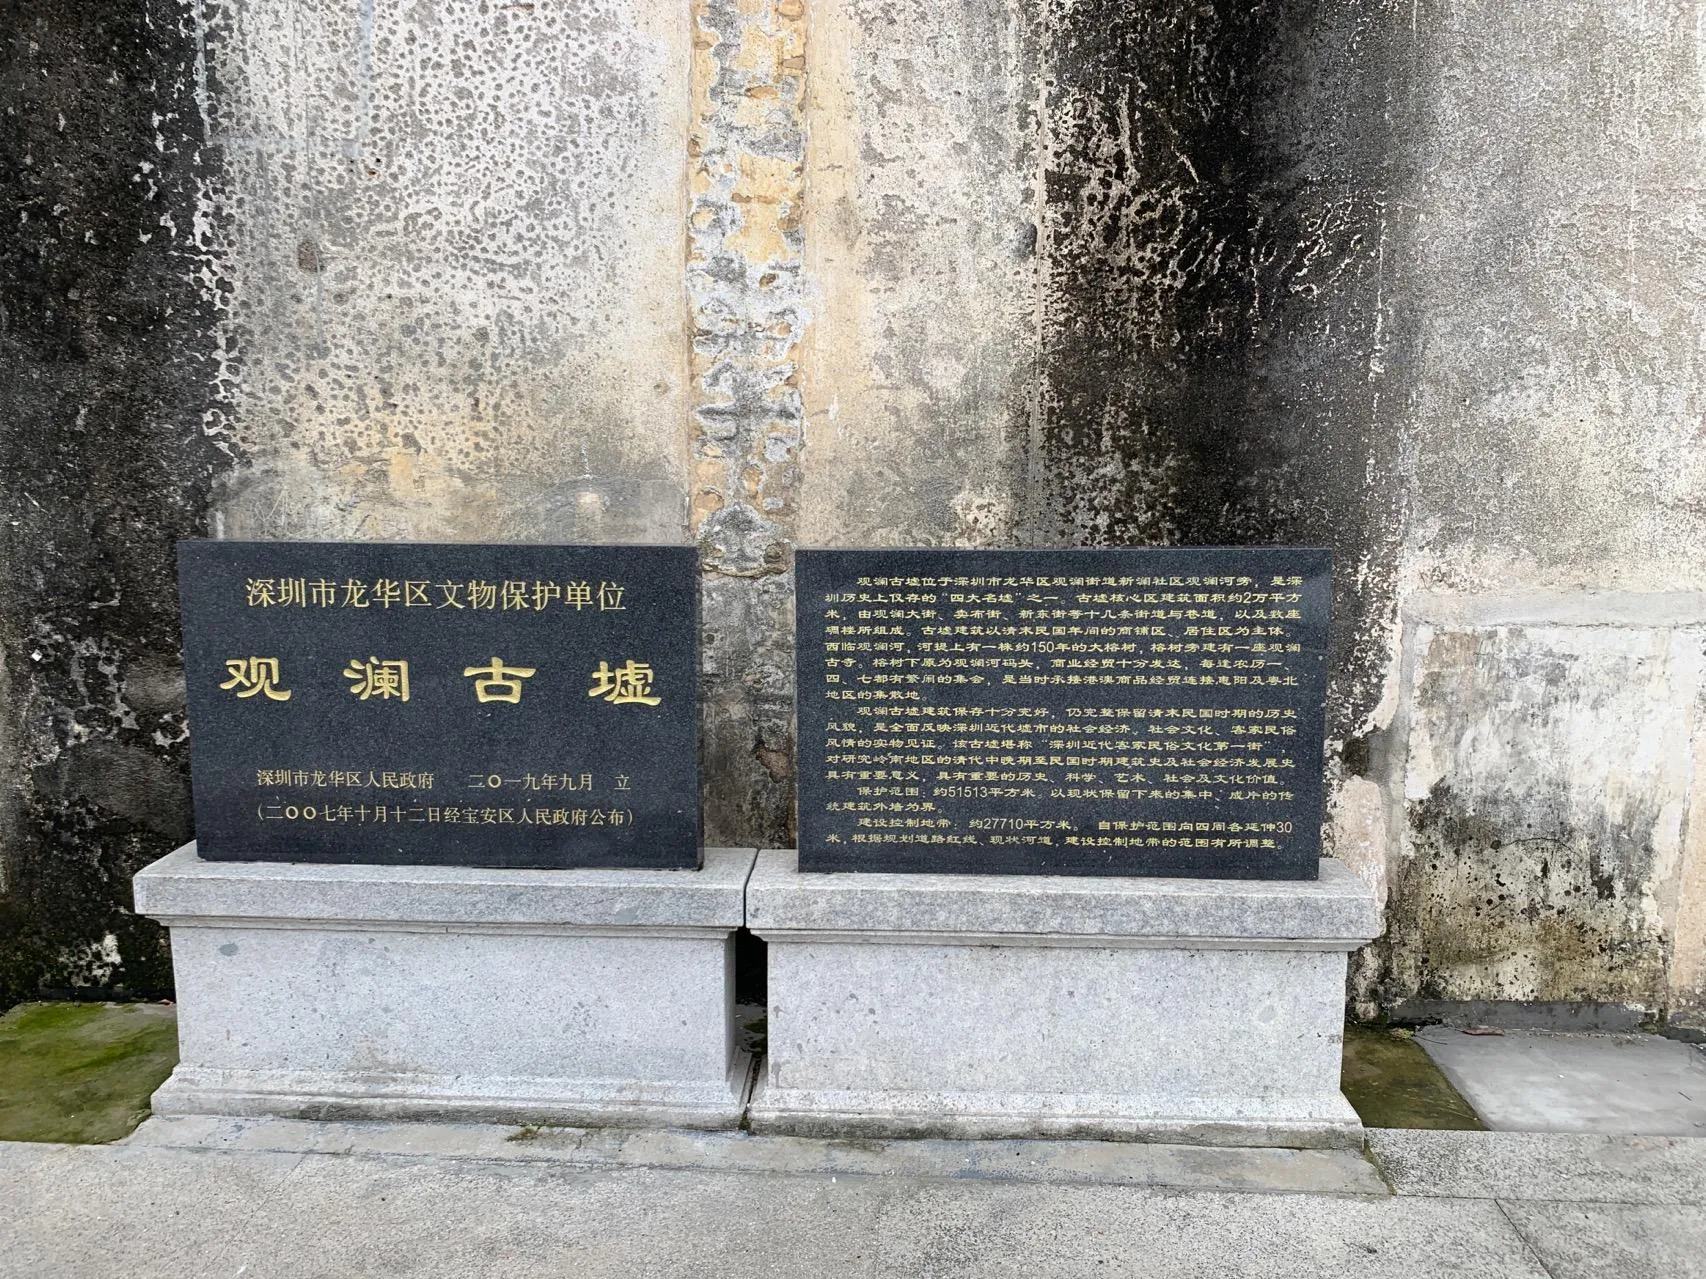 深圳市龙华区文物保护单位
观澜古墟
深圳市龙华区人民政府 二〇一九年九月 立
(二〇〇七年十月十二日经宝安区人民政府公布)
观澜古墟位于深圳市龙华区观澜街道新澜社区观澜河旁，是深
圳历史上仅存的“四大名墟”之一。古墟核心区建筑面积约2万平方
米，由观澜大街、卖布街、新东街等十几条街道与巷道，以及数座
碉楼所组成。古墟建筑以清末民国年间的商铺区、居住区为主体。
西临观澜河，河提上有一株约150年的大榕树，榕树旁建有一座观澜
古寺。榕树下原为观澜河码头，商业经贸十分发达，每逢农历一、
四、七都有繁闹的集会，是当时承接港澳商品经贸连接惠阳及粤北
地区的集散地。
观澜古墟建筑保存十分完好，仍完整保留清末民国时期的历史
风貌，是全面反映深圳近代墟市的社会经济、社会文化、客家民俗
风情的实物见证。该古墟堪称“深圳近代客家民俗文化第一街”，
对研究岭南地区的清代中晚期至民国时期建筑史及社会经济发展史
具有重要意义，具有重要的历史、科学、艺术、社会及文化价值。
保护范围：约51513平方米。以现状保留下来的集中、成片的传
统建筑外墙为界。
建设控制地带：约27710平方米。自保护范围向四周各延伸30
米，根据规划道路红线、现状河道，建设控制地带的范围有所调整。